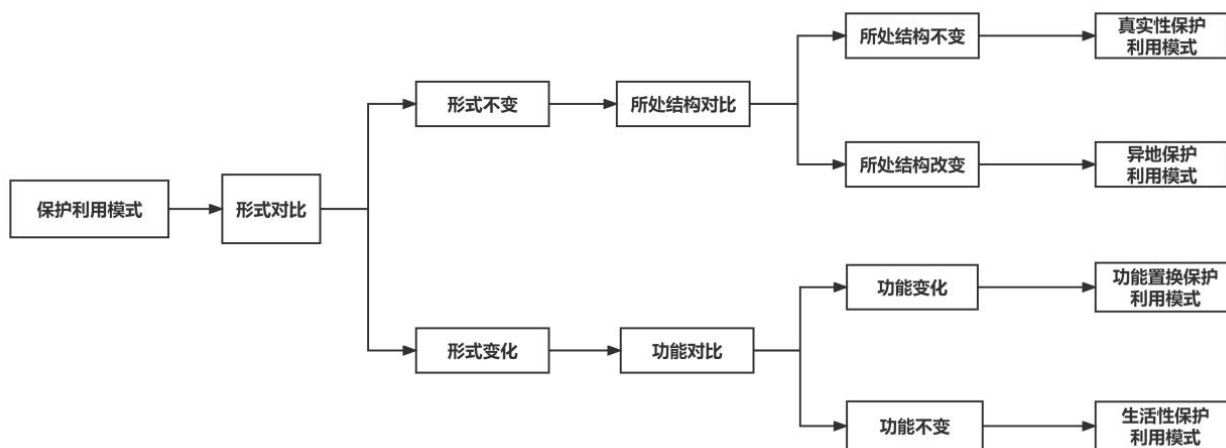 所处结构不变
真实性保护
利用模式
形式不变
所处结构对比
所处结构改变
异地保护
利用模式
保护利用模式
形式对比
功能变化
功能置换保护
利用模式
形式变化
功能对比
功能不变
生活性保护
利用模式